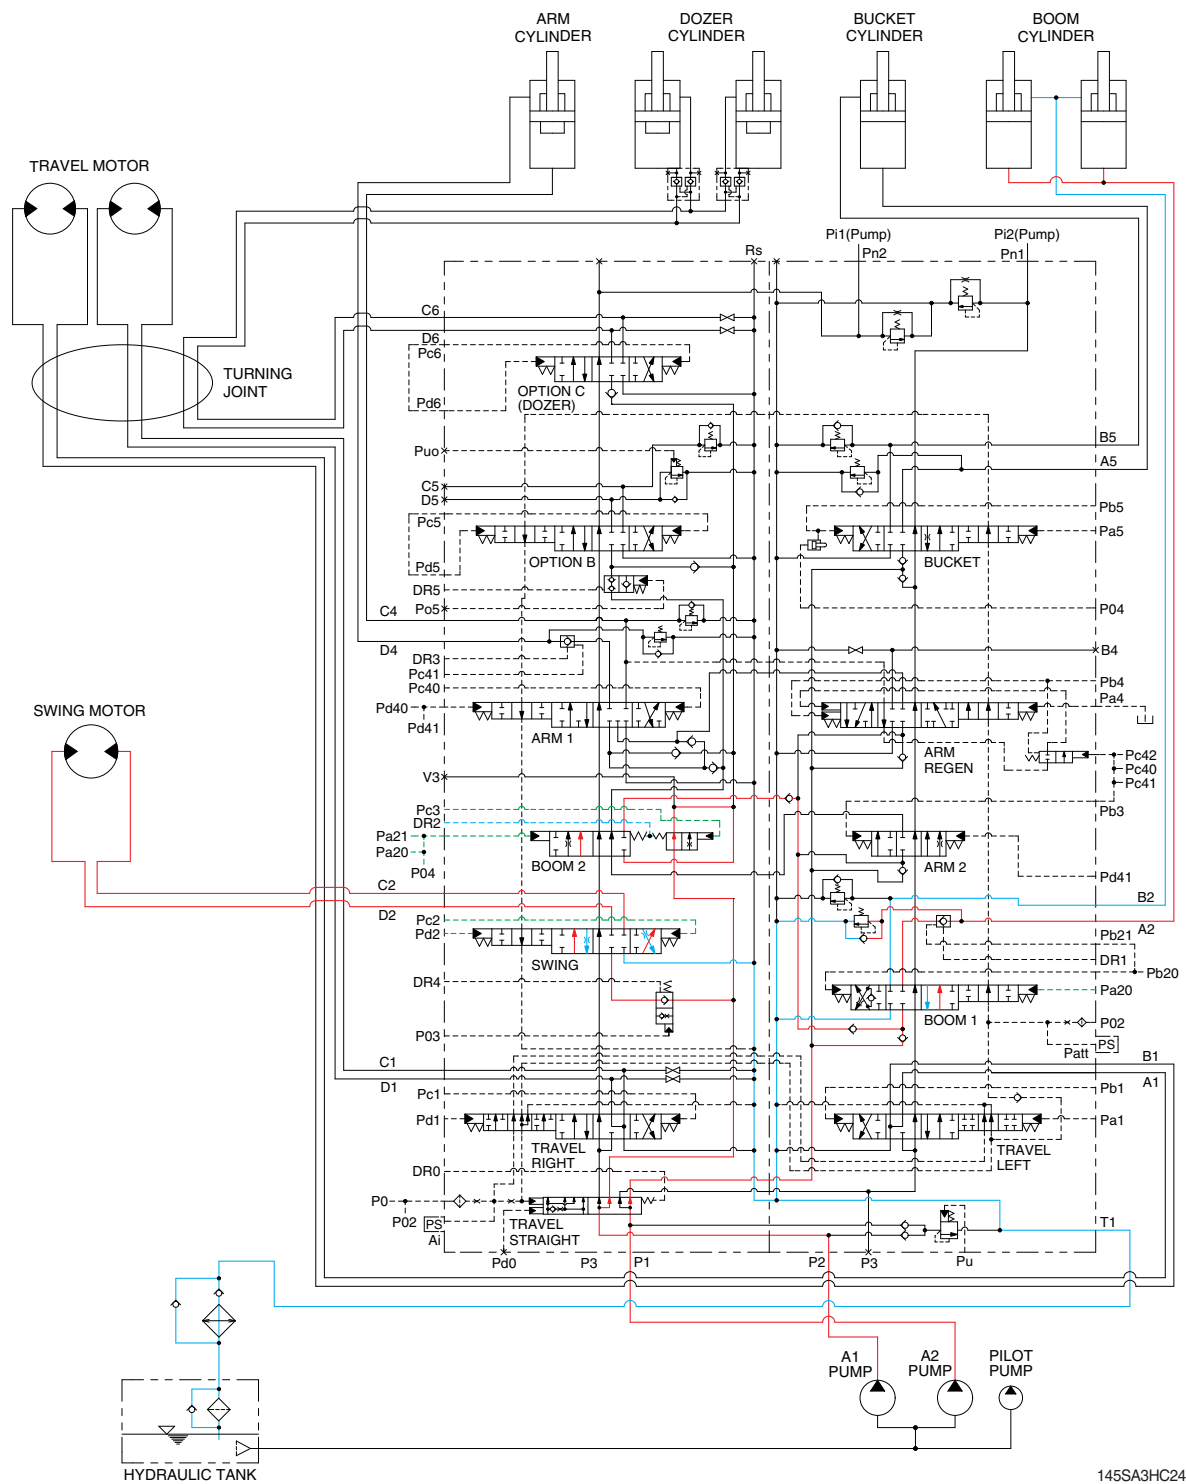 ARM
CYLINDER
DOZER
CYLINDER
BUCKET
CYLINDER
BOOM
CYLINDER
TRAVEL MOTOR
TURNING
JOINT
Rs
Pi1(Pump)
Pn2
Pi2(Pump)
Pn1
C6
D6
Pc6
Pd6
OPTION C
(DOZER)
Puo
C5
D5
Pc5
Pd5
OPTION B
DR5
Po5
C4
D4
DR3
Pc41
Pc40
Pd40
Pd41
ARM 1
B5
A5
Pb5
Pa5
BUCKET
P04
B4
Pb4
Pa4
ARM
REGEN
Pc42
Pc40
Pc41
Pb3
SWING MOTOR
V3
Pc3
DR2
Pa21
Pa20
P04
BOOM 2
ARM 2
Pd41
C2
D2
Pc2
Pd2
SWING
B2
A2
Pb21
DR1
Pb20
Pa20
BOOM 1
DR4
P03
P02
PS
Patt
C1
D1
Pc1
Pd1
TRAVEL
RIGHT
B1
A1
Pb1
Pa1
TRAVEL
LEFT
DR0
P0
P02
PS
Ai
TRAVEL
STRAIGHT
T1
Pd0
P3
P1
P2
P3
Pu
A1
PUMP
A2
PUMP
PILOT
PUMP
HYDRAULIC TANK
145SA3HC24